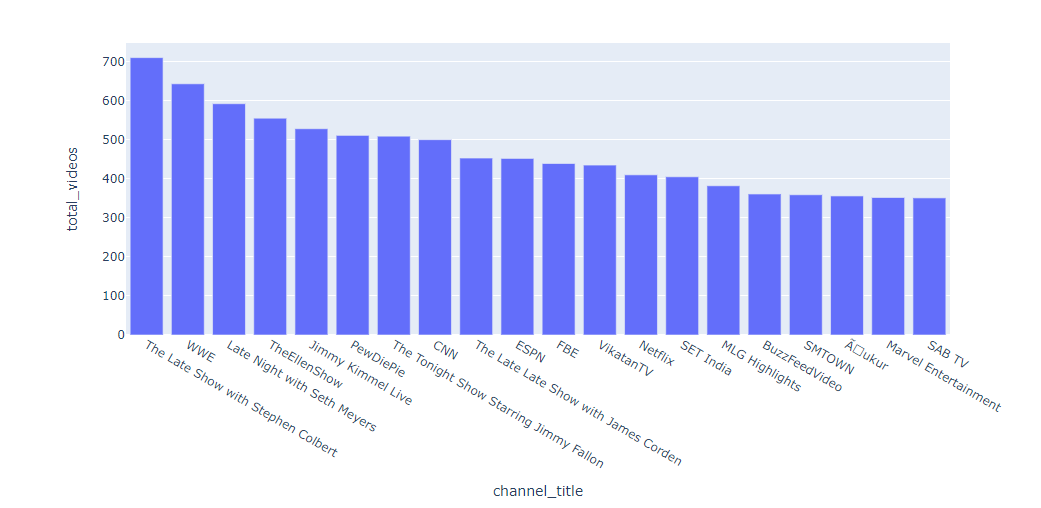 700
600
500
400
300
200
100
0
total_videos
The Late Show with Stephen Colbert
WWE
Late Night with Seth Meyers
TheEllenShow
Jimmy Kimmel Live
PewDiePie
The Tonight Show Starring Jimmy Fallon
CNN
The Late Late Show with James Corden
ESPN
FBE
VikatanTV
Netflix
SET India
MLG Highlights
BuzzFeedVideo
SMTOWN
Ã□ukur
Marvel Entertainment
SAB TV
channel_title